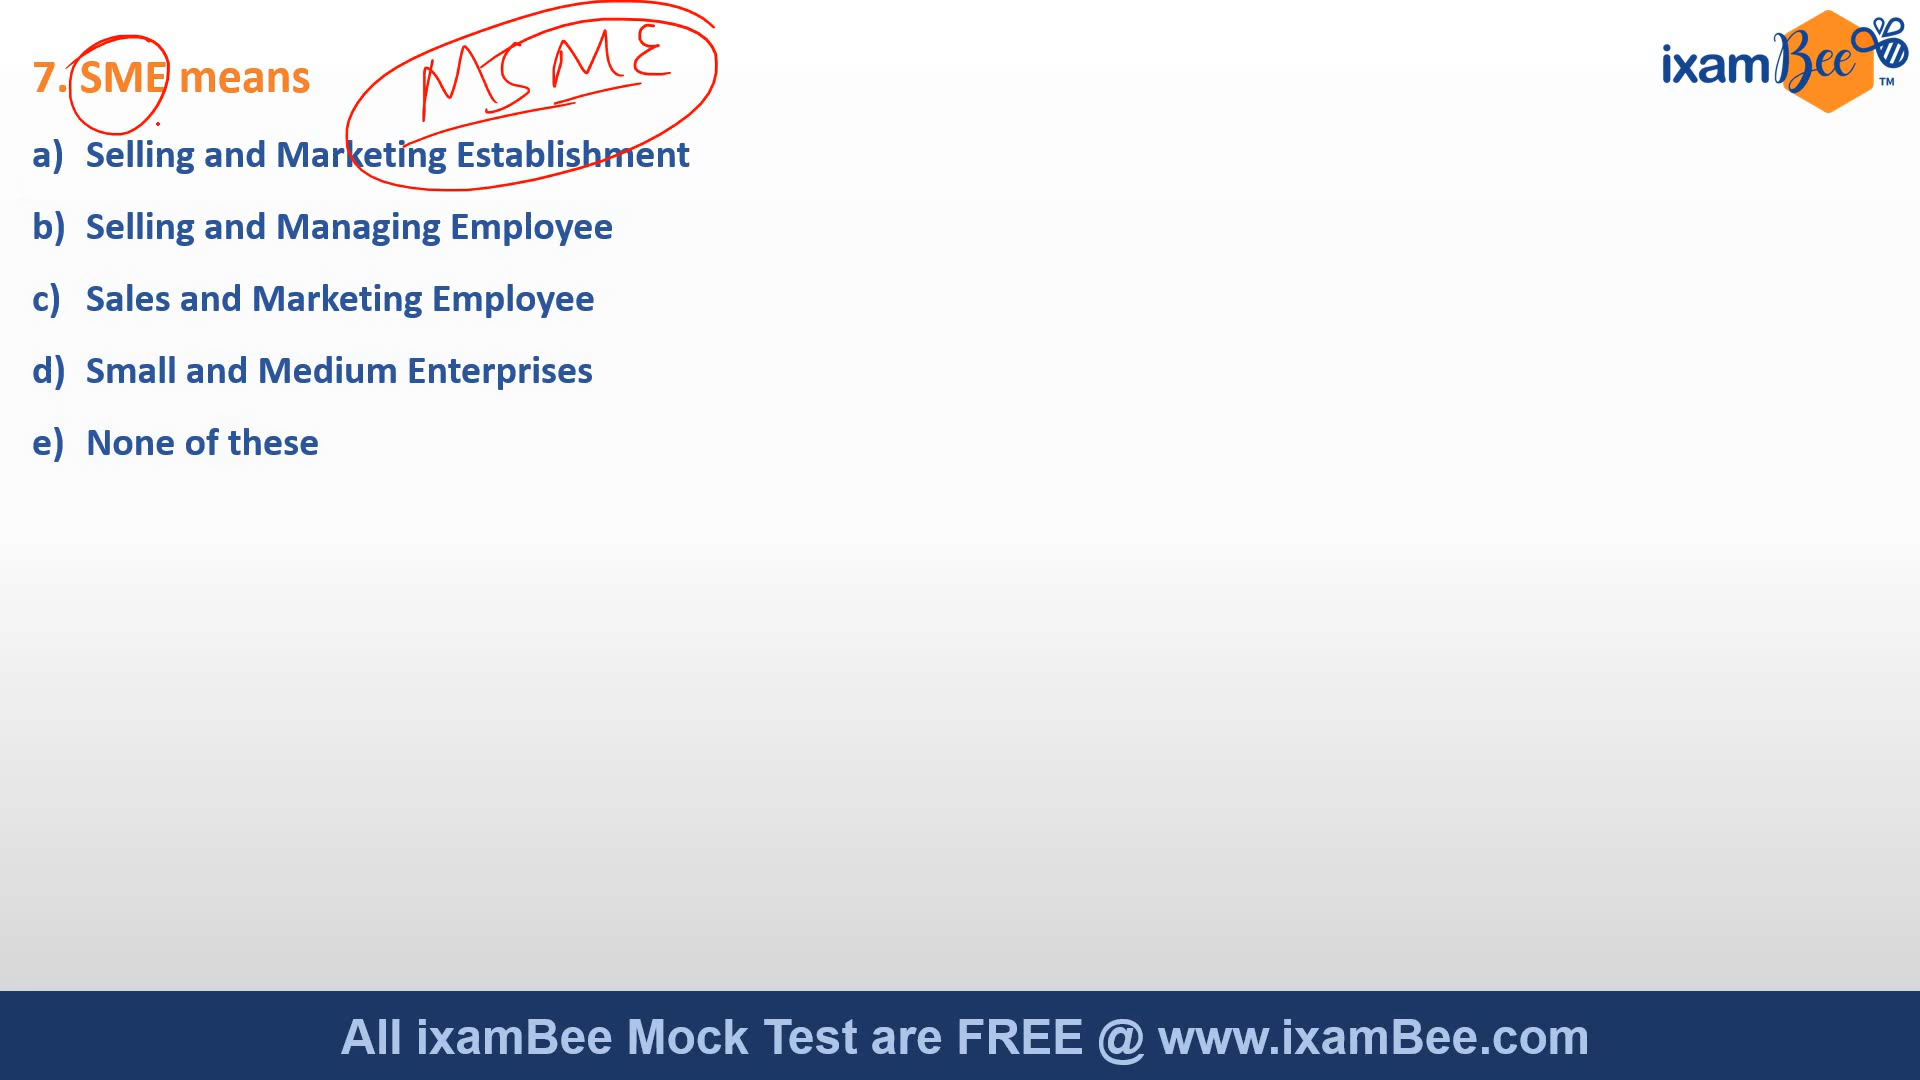 7. SME means
MSME
ixamBee TM
a) Selling and Marketing Establishment
b) Selling and Managing Employee
c) Sales and Marketing Employee
d) Small and Medium Enterprises
e) None of these
All ixamBee Mock Test are FREE @ www.ixamBee.com